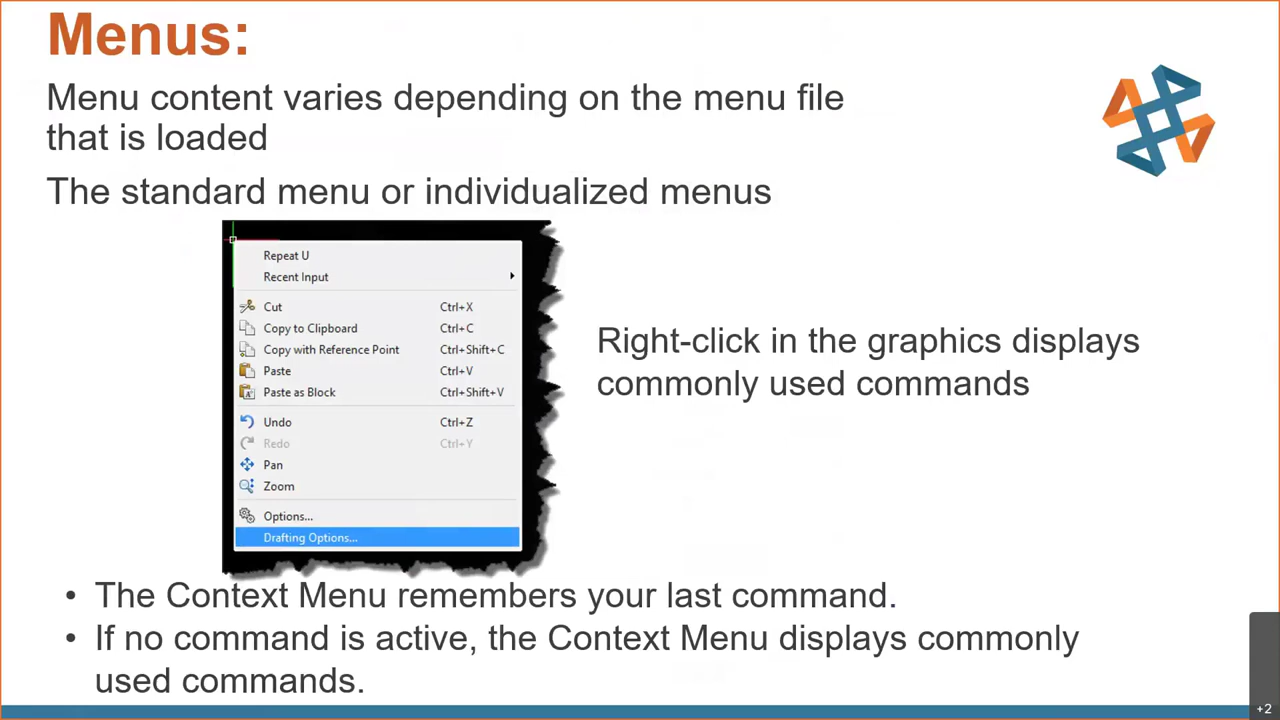 Menus:
Menu content varies depending on the menu file
that is loaded
The standard menu or individualized menus
Repeat U
Recent Input
Cut Ctrl+X
Copy to Clipboard Ctrl+C
Copy with Reference Point Ctrl+Shift+C
Paste Ctrl+V
Paste as Block Ctrl+Shift+V
Undo Ctrl+Z
Redo Ctrl+Y
Pan
Zoom
Options...
Drafting Options...
Right-click in the graphics displays
commonly used commands
• The Context Menu remembers your last command.
• If no command is active, the Context Menu displays commonly
used commands.
+2